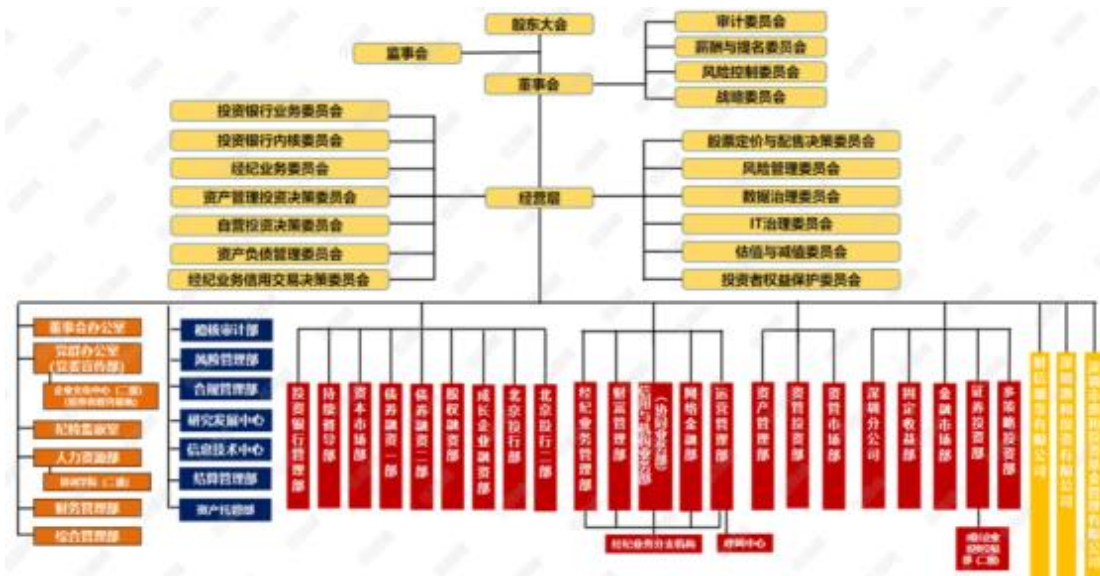 股东大会
监事会
董事会
审计委员会
薪酬与提名委员会
风险控制委员会
战略委员会
投资银行业务委员会
投资银行内核委员会
经纪业务委员会
资产管理投资决策委员会
自营投资决策委员会
资产负债管理委员会
经纪业务信用交易决策委员会
经营层
股票定价与配售决策委员会
风险管理委员会
数据治理委员会
IT治理委员会
估值与减值委员会
投资者权益保护委员会
董事会办公室
党群办公室
(党委宣传部)
纪检监察室
人力资源部
财务管理部
综合管理部
稽核审计部
风险管理部
合规管理部
研究发展中心
信息技术中心
结算管理部
资产托管部
投资银行管理部
持续督导部
资本市场部
债券融资一部
债券融资二部
股权融资部
成长企业融资部
北京投行一部
北京投行二部
经纪业务管理部
财富管理部
网络金融部
运营管理部
经纪业务分支机构
资产管理部
资管投资部
资管市场部
深圳分公司
固定收益部
金融市场部
证券投资部
多策略投资部